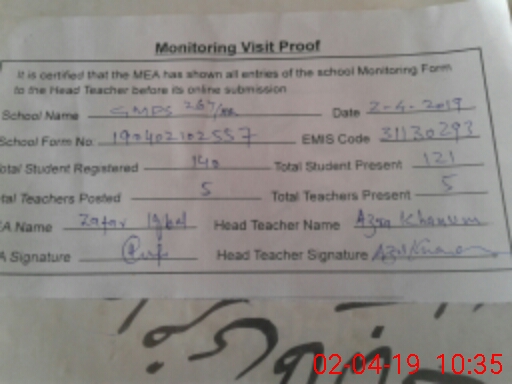 Monitoring Visit Proof
It is certified that the MEA has shown all entries of the school Monitoring Form
to the Head Teacher before its online submission
School Name GMPS 267/ Date 2-4-2019
School Form No: 190402102557 EMIS Code 31130293
Total Student Registered 140 Total Student Present 121
Total Teachers Posted 5 Total Teachers Present 5
EA Name Zafar Iqbal Head Teacher Name Azra Khanum
A Signature Head Teacher Signature
02-04-19 10:35